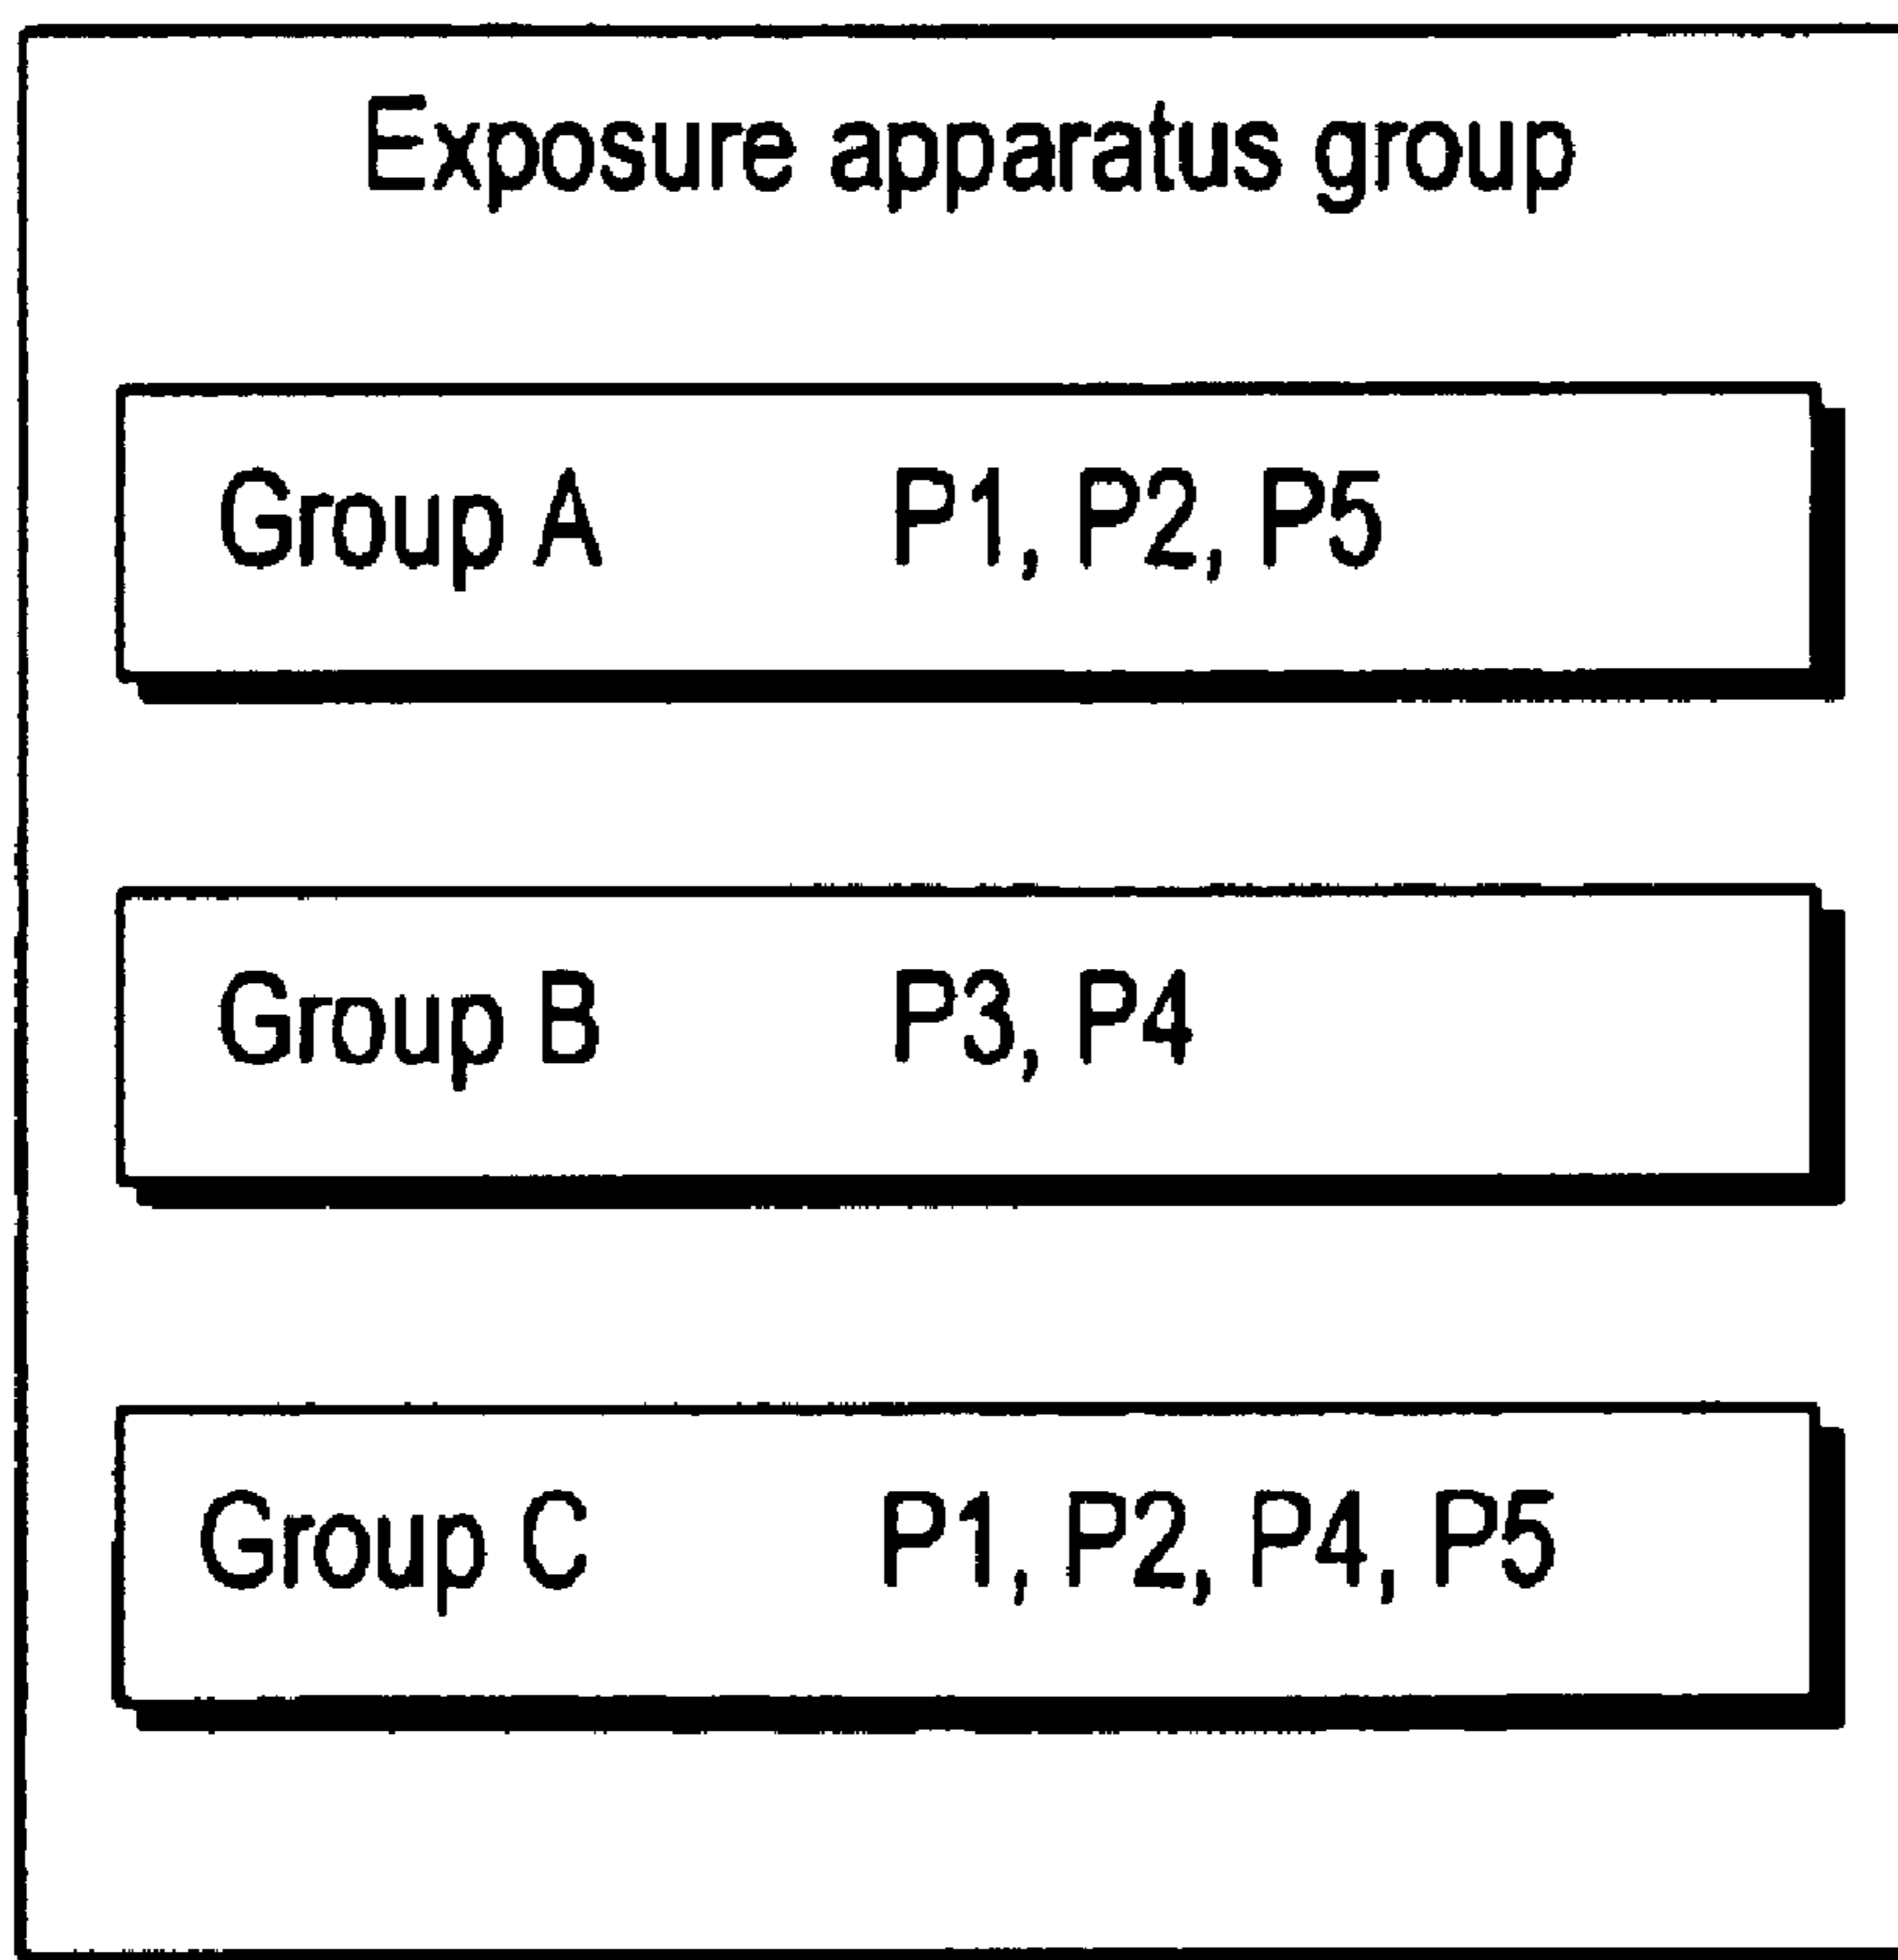 Exposure apparatus group
Group A P1, P2, P5
Group B P3, P4
Group C P1, P2, P4, P5